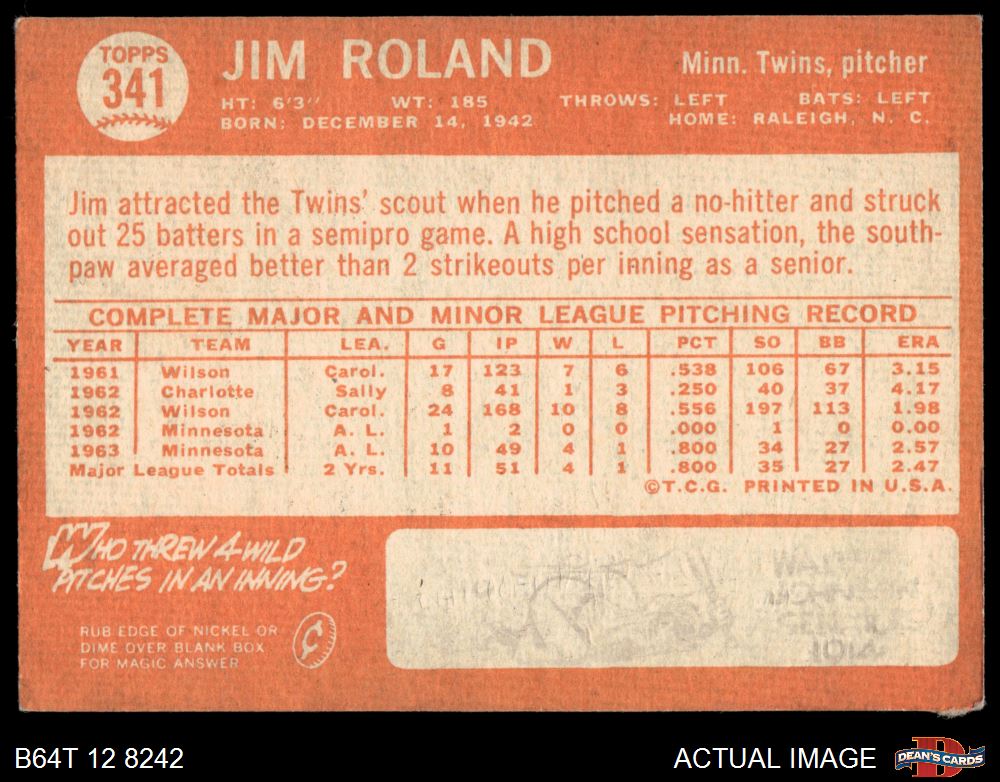 TOPPS
341
JIM ROLAND
Minn. Twins, pitcher
HT: 6'3" WT: 185 THROWS: LEFT BATS: LEFT
BORN: DECEMBER 14, 1942 HOME: RALEIGH, N. C.
Jim attracted the Twins' scout when he pitched a no-hitter and struck
out 25 batters in a semipro game. A high school sensation, the south-
paw averaged better than 2 strikeouts per inning as a senior.
COMPLETE MAJOR AND MINOR LEAGUE PITCHING RECORD
YEAR TEAM LEA. G IP W L PCT SO BB ERA
1961 Wilson Carol. 17 123 7 6 .538 106 67 3.15
1962 Charlotte Sally 8 41 1 3 .250 40 37 4.17
1962 Wilson Carol. 24 168 10 8 .556 197 113 1.98
1962 Minnesota A. L. 1 2 0 0 .000 1 0 0.00
1963 Minnesota A. L. 10 49 4 1 .800 34 27 2.57
Major League Totals 2 Yrs. 11 51 4 1 .800 35 27 2.47
©T.C.G. PRINTED IN U.S.A.
WHO THREW 4 WILD
PITCHES IN AN INNING?
RUB EDGE OF NICKEL OR
DIME OVER BLANK BOX
FOR MAGIC ANSWER
WALTER
JOHNSON
1914
B64T 12 8242
ACTUAL IMAGE
DEAN'S CARDS